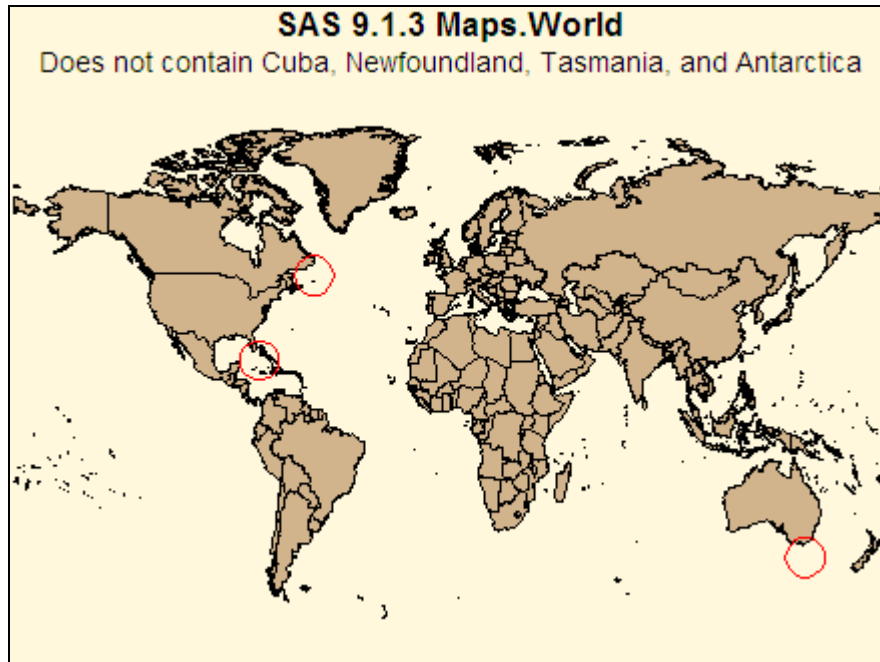 SAS 9.1.3 Maps.World
Does not contain Cuba, Newfoundland, Tasmania, and Antarctica